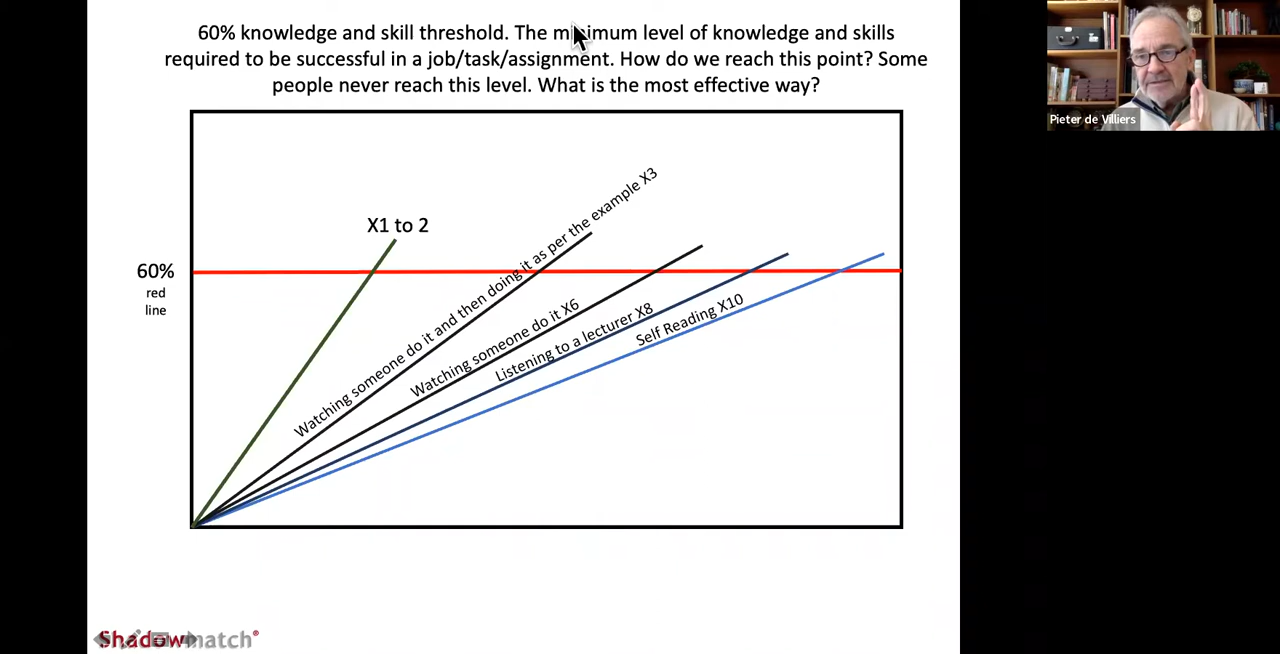 60% knowledge and skill threshold. The minimum level of knowledge and skills
required to be successful in a job/task/assignment. How do we reach this point? Some
people never reach this level. What is the most effective way?
Pieter de Villiers
X1 to 2
Watching someone do it and then doing it as per the example X3
60%
red
line
Watching someone do it X6
Listening to a lecturer X8
Self Reading X10
Shadowmatch®